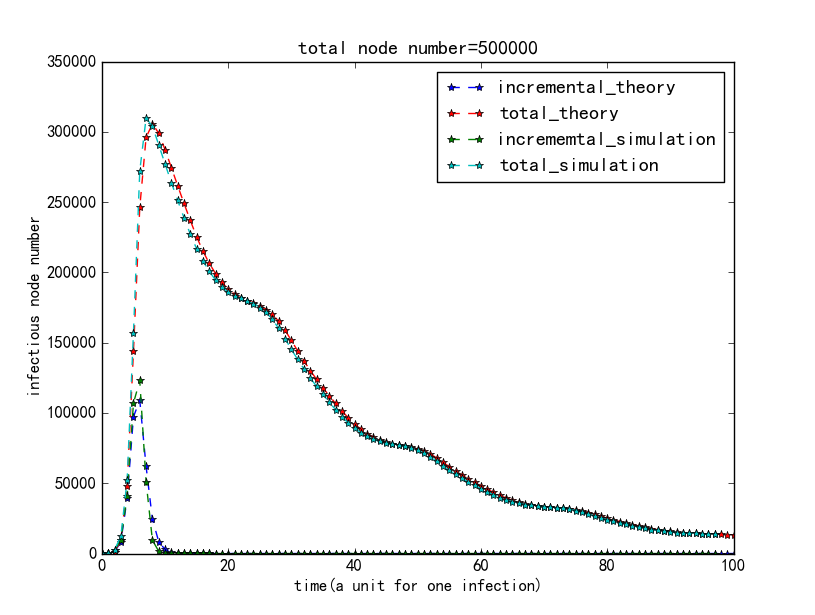 total node number=500000
350000
300000
250000
200000
150000
100000
50000
0
infectious node number
incremental_theory
total_theory
incrememtal_simulation
total_simulation
0 20 40 60 80 100
time(a unit for one infection)